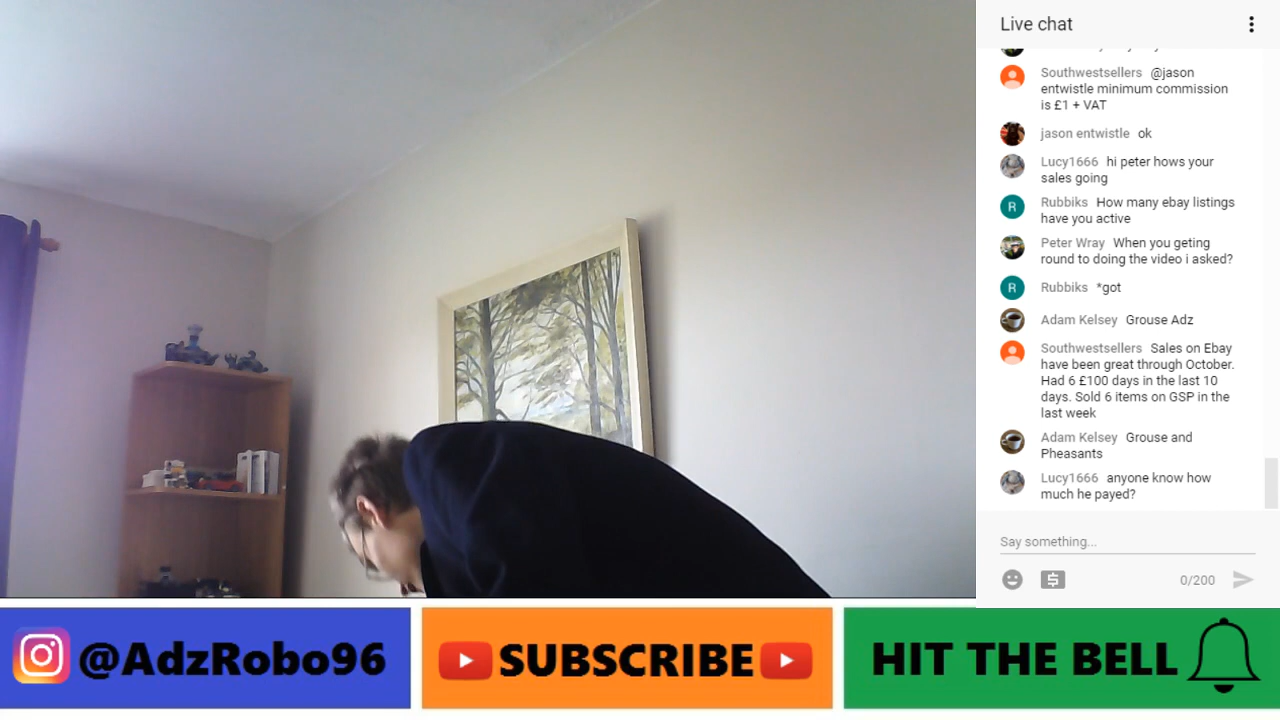 Live chat
Southwestsellers @jason
entwistle minimum commission
is £1 + VAT
jason entwistle ok
Lucy1666 hi peter hows your
sales going
R Rubbiks How many ebay listings
have you active
Peter Wray When you geting
round to doing the video i asked?
R Rubbiks *got
Adam Kelsey Grouse Adz
Southwestsellers Sales on Ebay
have been great through October.
Had 6 £100 days in the last 10
days. Sold 6 items on GSP in the
last week
Adam Kelsey Grouse and
Pheasants
Lucy1666 anyone know how
much he payed?
Say something...
0/200
@AdzRobo96
SUBSCRIBE
HIT THE BELL